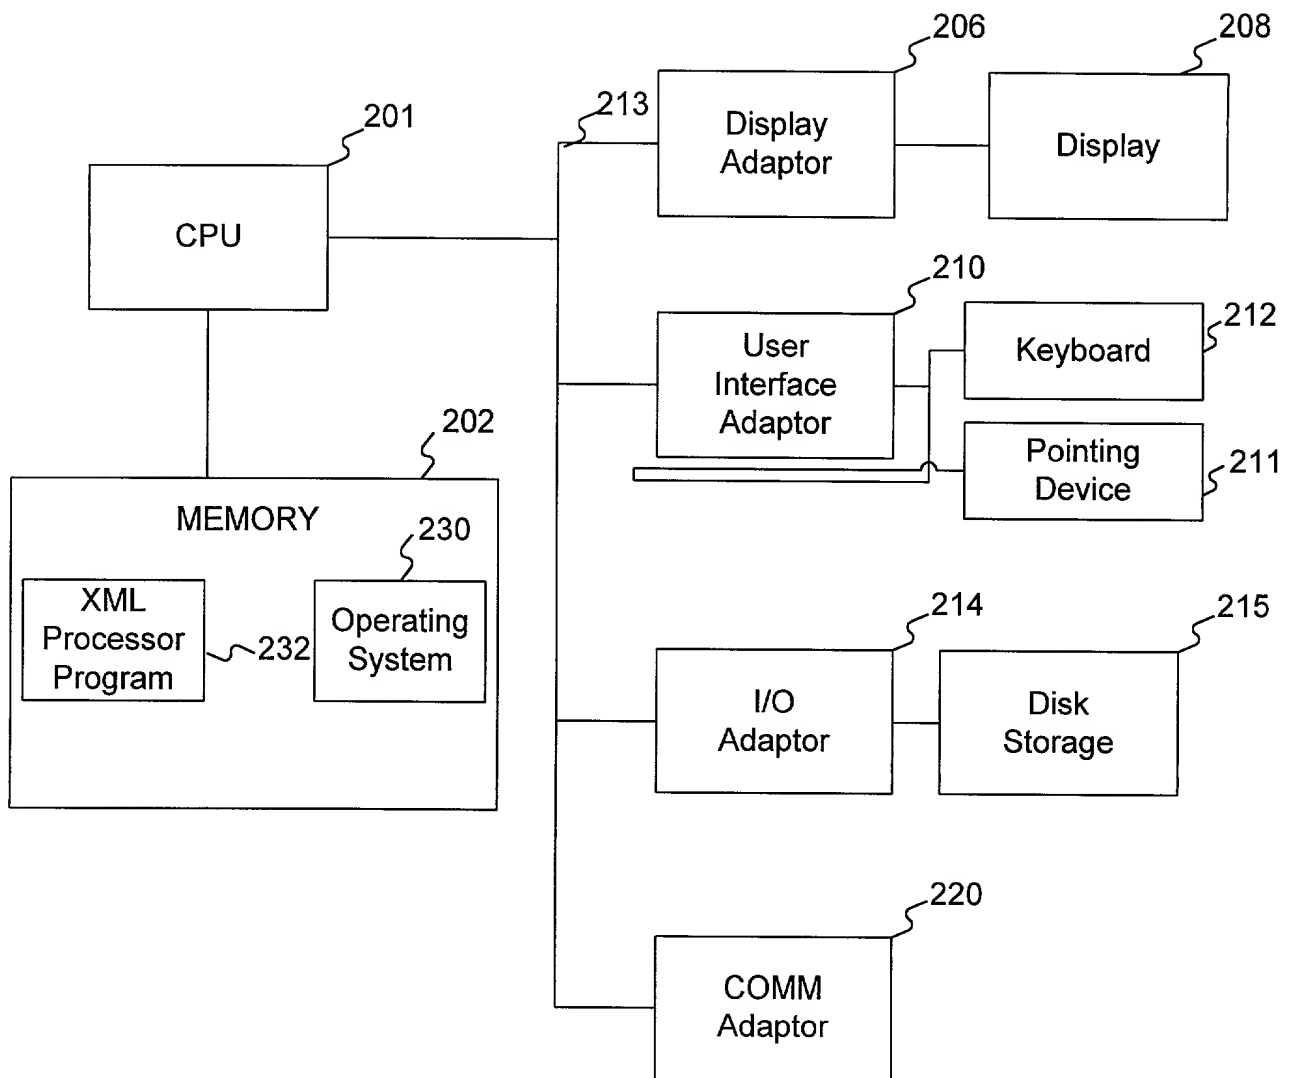 206
208
213
Display
Adaptor
Display
201
CPU
210
User
Interface
Adaptor
212
Keyboard
Pointing
Device
211
202
MEMORY
230
XML
Processor
Program
232
Operating
System
214
215
I/O
Adaptor
Disk
Storage
220
COMM
Adaptor